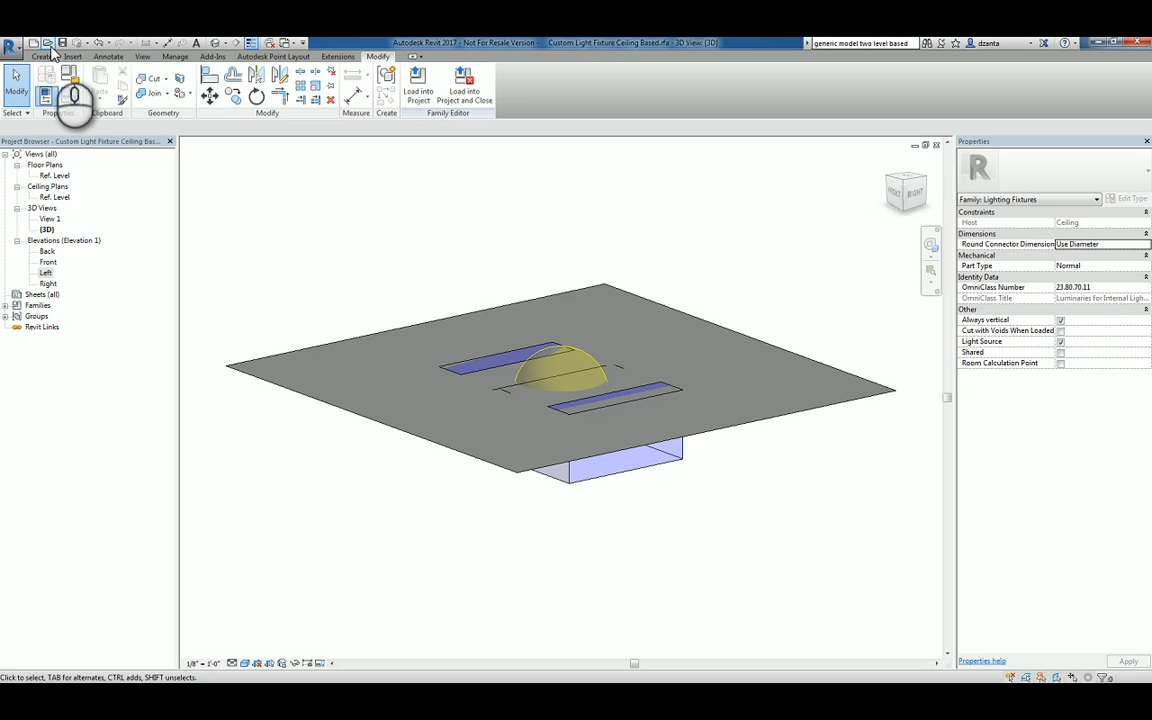 Autodesk Revit 2017 - Not For Resale Version - Custom Light Fixture Ceiling Based.rfa - 3D View: {3D}
generic model two level based
dzanta
Create Insert Annotate View Manage Add-Ins Autodesk Point Layout Extensions Modify
Modify
Cut
Join
Paste
Load into Project
Load into Project and Close
Select Properties Clipboard Geometry Modify Measure Create Family Editor
Project Browser - Custom Light Fixture Ceiling Bas...
Views (all)
Floor Plans
Ref. Level
Ceiling Plans
Ref. Level
3D Views
View 1
{3D}
Elevations (Elevation 1)
Back
Front
Left
Right
Sheets (all)
Families
Groups
Revit Links
FRONT RIGHT
Properties
R
Family: Lighting Fixtures
Edit Type
Constraints
Host Ceiling
Dimensions
Round Connector Dimension Use Diameter
Mechanical
Part Type Normal
Identity Data
OmniClass Number 23.80.70.11
OmniClass Title Luminaries for Internal Ligh...
Other
Always vertical
Cut with Voids When Loaded
Light Source
Shared
Room Calculation Point
Properties help
Apply
1/8" = 1'-0"
Click to select, TAB for alternates, CTRL adds, SHIFT unselects.
:0